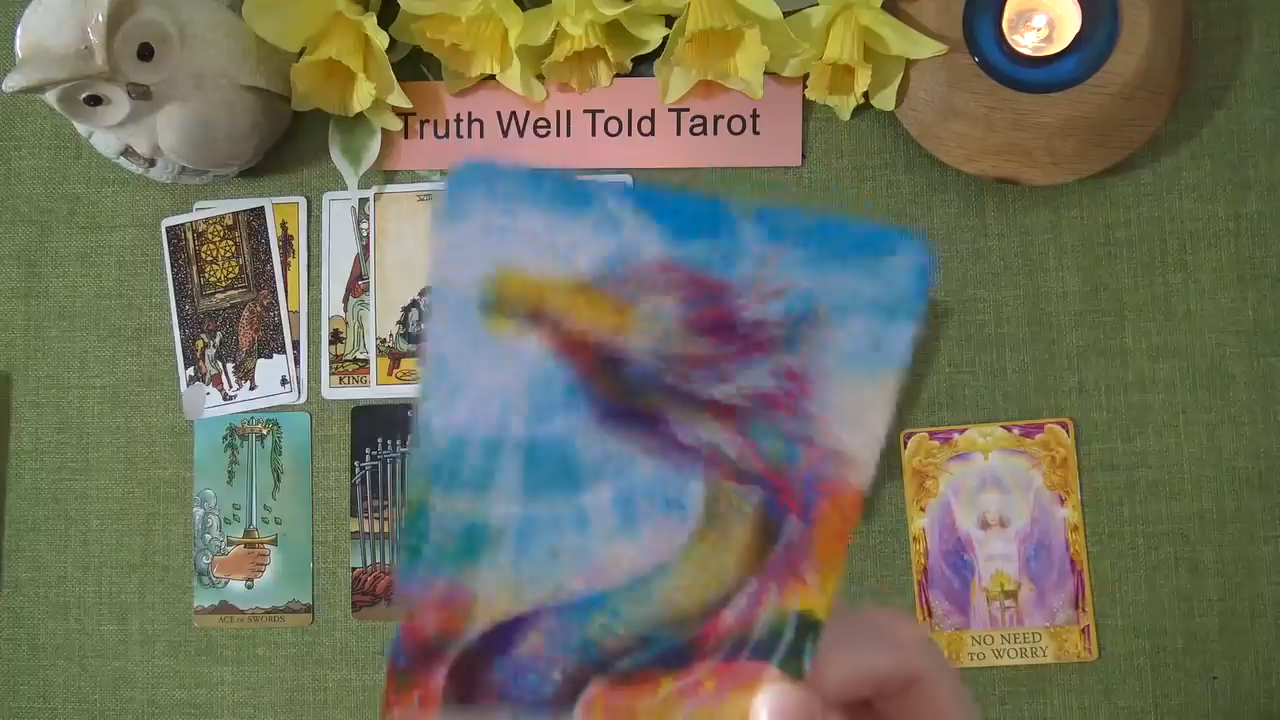 Truth Well Told Tarot
KING
ACE OF SWORDS
NO NEED
TO WORRY